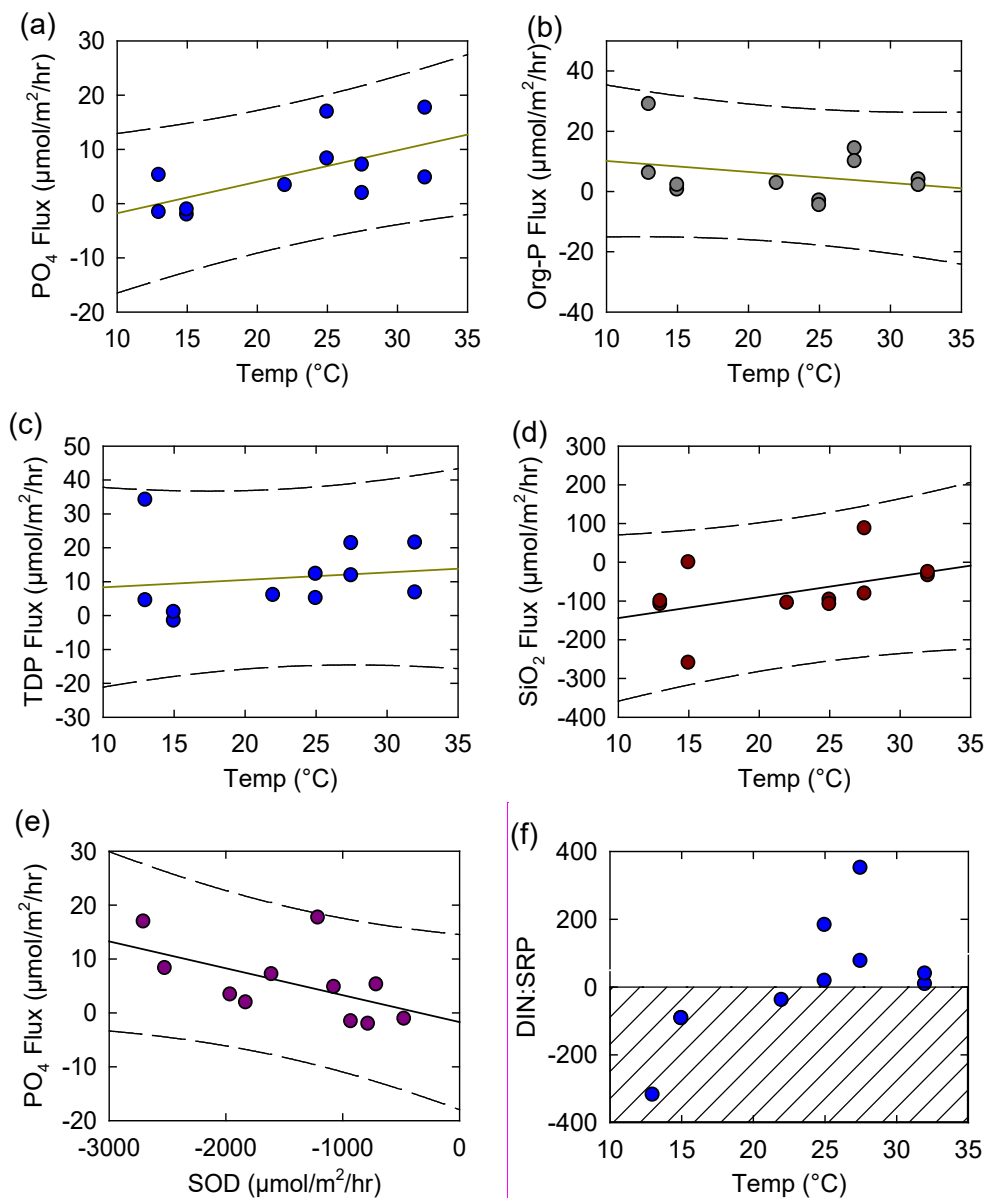 (a)
30
20
10
0
-10
-20
PO₄ Flux (µmol/m²/hr)
10 15 20 25 30 35
Temp (°C)
(b)
40
20
0
-20
-40
Org-P Flux (µmol/m²/hr)
10 15 20 25 30 35
Temp (°C)
(c)
50
40
30
20
10
0
-10
-20
-30
TDP Flux (µmol/m²/hr)
10 15 20 25 30 35
Temp (°C)
(d)
300
200
100
0
-100
-200
-300
-400
SiO₂ Flux (µmol/m²/hr)
10 15 20 25 30 35
Temp (°C)
(e)
30
20
10
0
-10
-20
PO₄ Flux (µmol/m²/hr)
-3000 -2000 -1000 0
SOD (µmol/m²/hr)
(f)
400
200
0
-200
-400
DIN:SRP
10 15 20 25 30 35
Temp (°C)